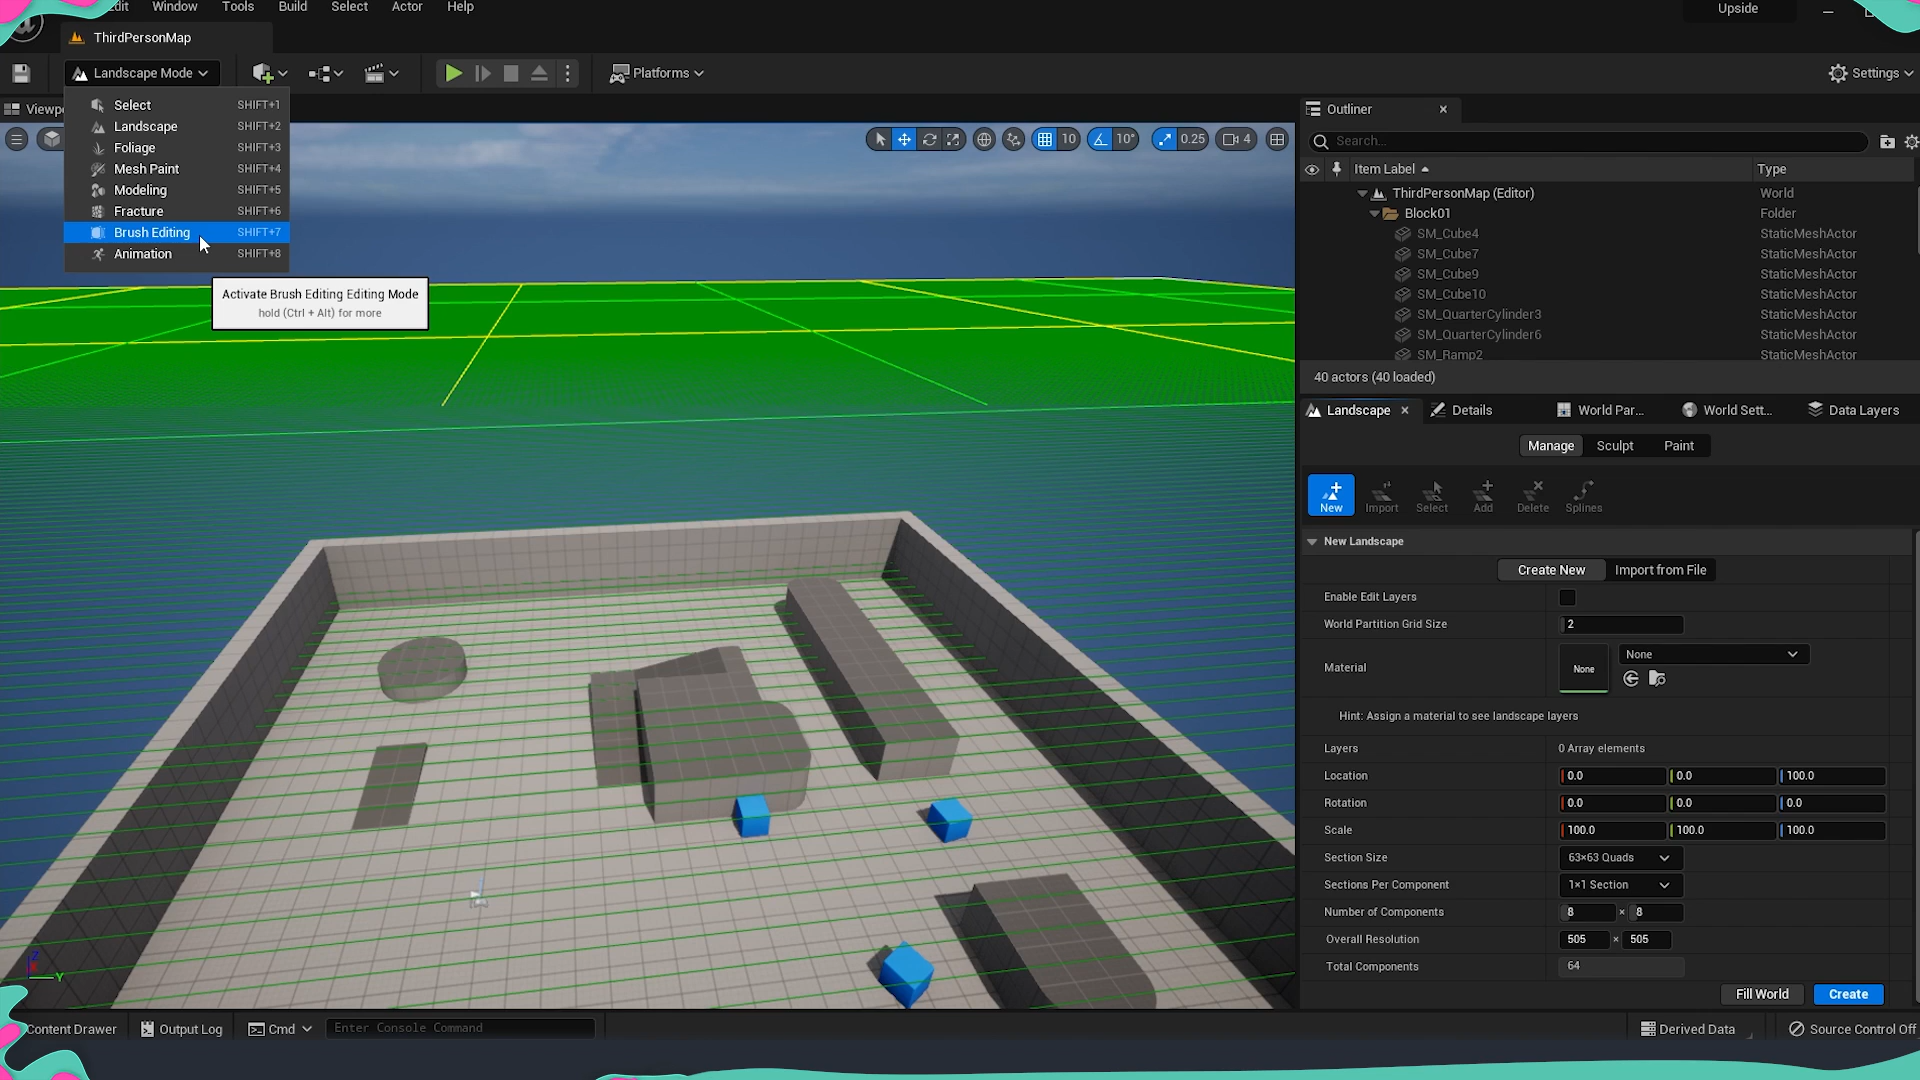 Edit Window Tools Build Select Actor Help
Upside
ThirdPersonMap
Landscape Mode
Platforms
Settings
Select SHIFT+1
Landscape SHIFT+2
Foliage SHIFT+3
Mesh Paint SHIFT+4
Modeling SHIFT+5
Fracture SHIFT+6
Brush Editing SHIFT+7
Animation SHIFT+8
Activate Brush Editing Editing Mode
hold (Ctrl + Alt) for more
10 10° 0.25 4
Outliner
Search...
Item Label Type
ThirdPersonMap (Editor) World
Block01 Folder
SM_Cube4 StaticMeshActor
SM_Cube7 StaticMeshActor
SM_Cube9 StaticMeshActor
SM_Cube10 StaticMeshActor
SM_QuarterCylinder3 StaticMeshActor
SM_QuarterCylinder6 StaticMeshActor
SM_Ramp2 StaticMeshActor
40 actors (40 loaded)
Landscape Details World Par... World Sett... Data Layers
Manage Sculpt Paint
New Import Select Add Delete Splines
New Landscape
Create New Import from File
Enable Edit Layers
World Partition Grid Size 2
Material None None
Hint: Assign a material to see landscape layers
Layers 0 Array elements
Location 0.0 0.0 100.0
Rotation 0.0 0.0 0.0
Scale 100.0 100.0 100.0
Section Size 63×63 Quads
Sections Per Component 1×1 Section
Number of Components 8 × 8
Overall Resolution 505 × 505
Total Components 64
Fill World Create
Z
Y
Content Drawer Output Log Cmd Enter Console Command
Derived Data Source Control Off